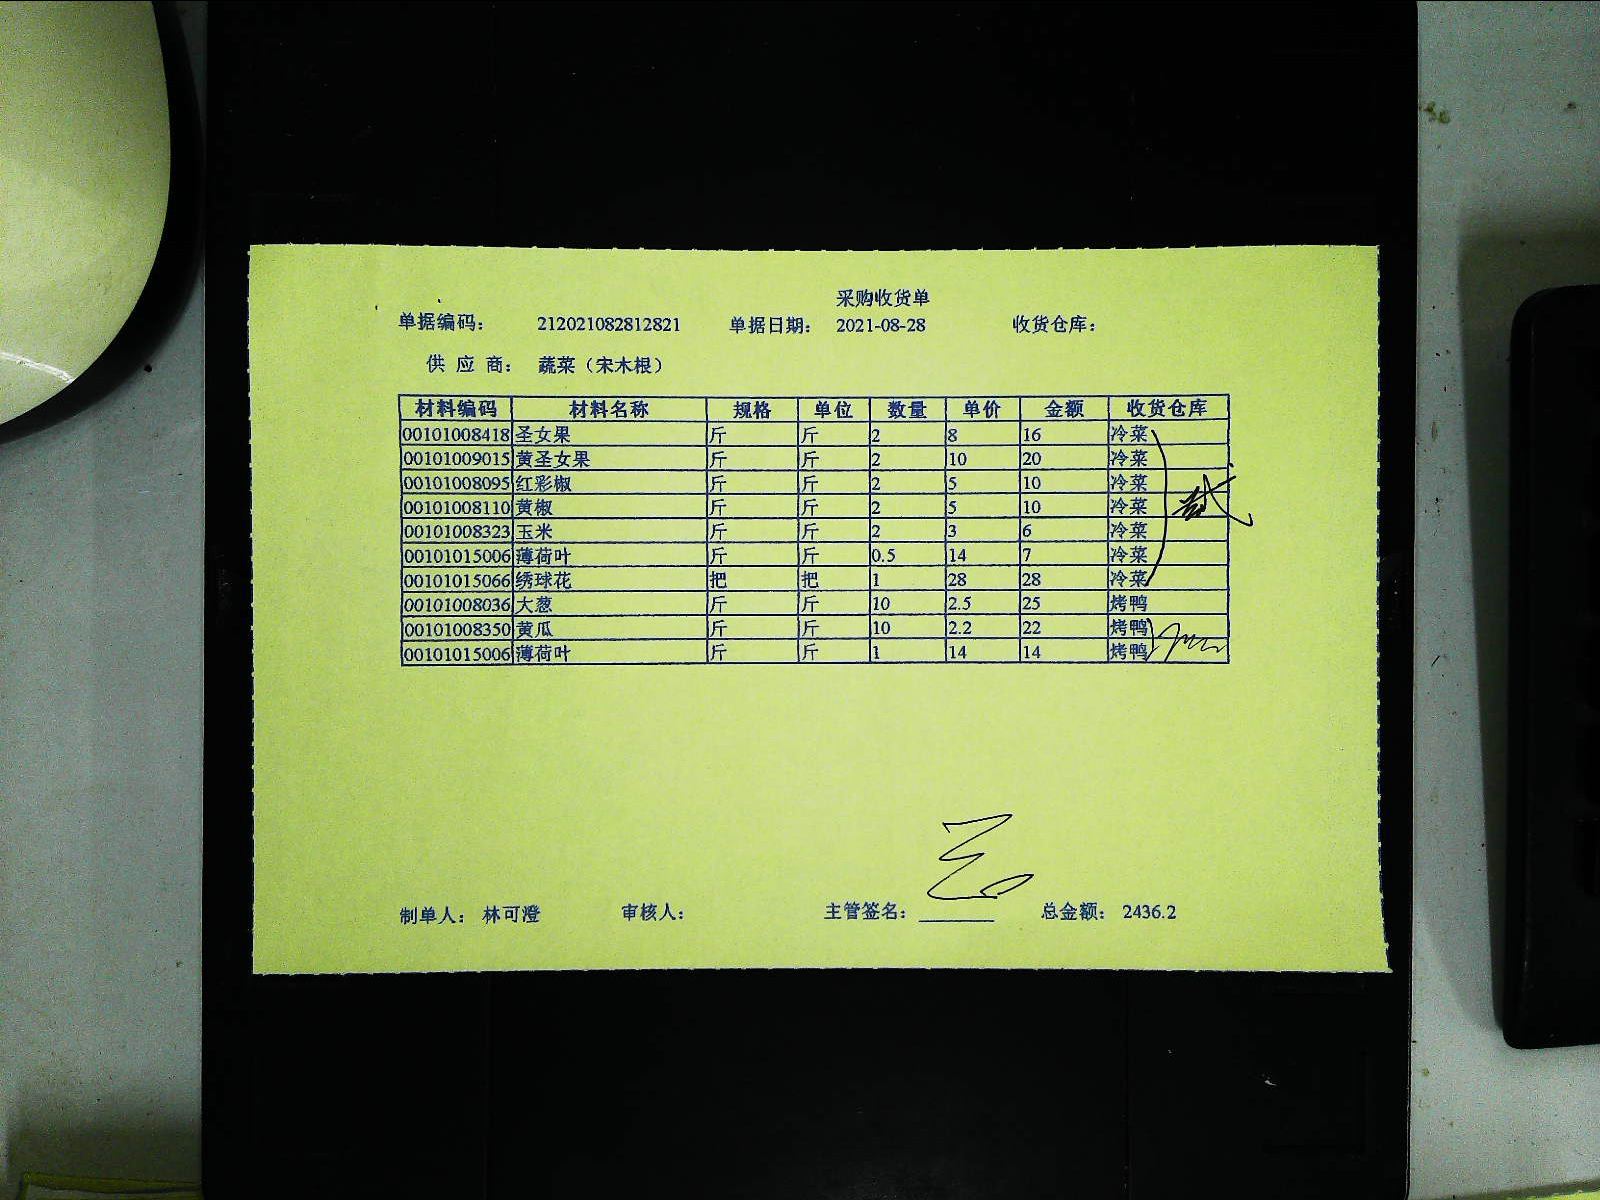 采购收货单
单据编码： 212021082812821 单据日期： 2021-08-28 收货仓库：
供 应 商： 蔬菜（宋木根）
材料编码 材料名称 规格 单位 数量 单价 金额 收货仓库
00101008418 圣女果 斤 斤 2 8 16 冷菜
00101009015 黄圣女果 斤 斤 2 10 20 冷菜
00101008095 红彩椒 斤 斤 2 5 10 冷菜
00101008110 黄椒 斤 斤 2 5 10 冷菜
00101008323 玉米 斤 斤 2 3 6 冷菜
00101015006 薄荷叶 斤 斤 0.5 14 7 冷菜
00101015066 绣球花 把 把 1 28 28 冷菜
00101008036 大葱 斤 斤 10 2.5 25 烤鸭
00101008350 黄瓜 斤 斤 10 2.2 22 烤鸭
00101015006 薄荷叶 斤 斤 1 14 14 烤鸭
制单人： 林可澄 审核人： 主管签名： 总金额： 2436.2